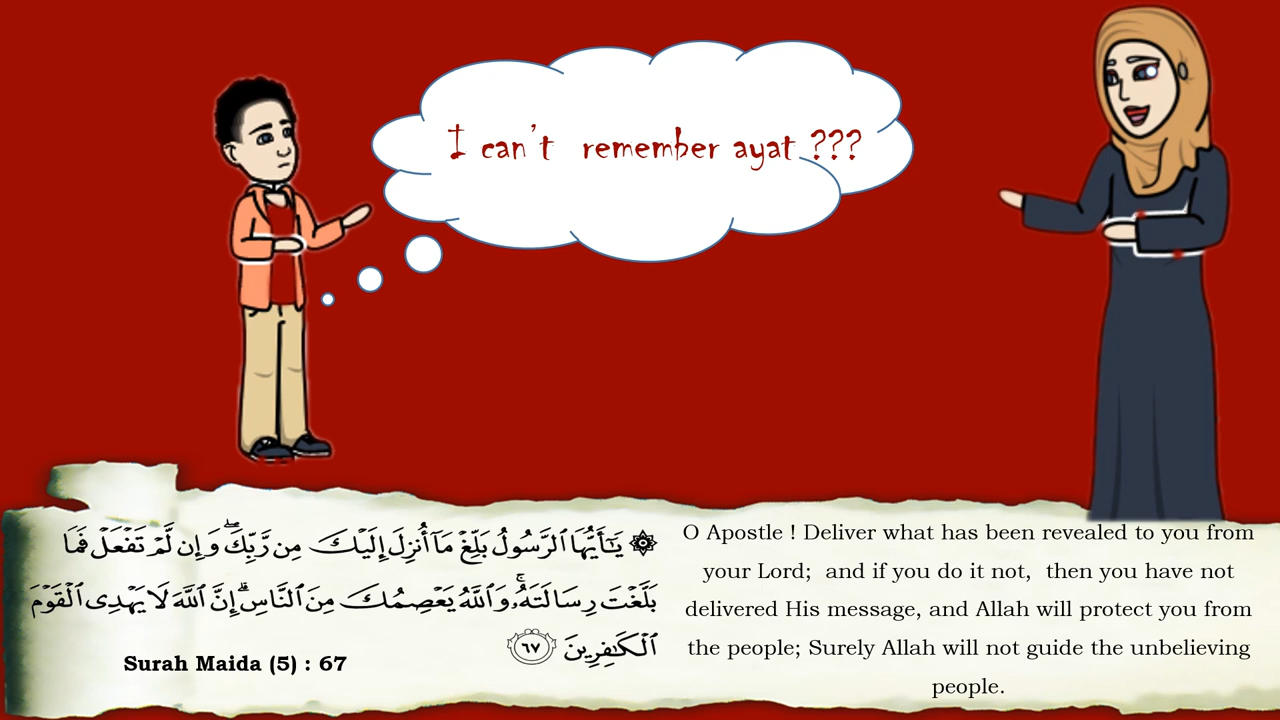 I can't remember ayat ???
۞ يَٰٓأَيُّهَا ٱلرَّسُولُ بَلِّغْ مَآ أُنزِلَ إِلَيْكَ مِن رَّبِّكَ ۖ وَإِن لَّمْ تَفْعَلْ فَمَا
بَلَّغْتَ رِسَالَتَهُۥ ۚ وَٱللَّهُ يَعْصِمُكَ مِنَ ٱلنَّاسِ ۗ إِنَّ ٱللَّهَ لَا يَهْدِى ٱلْقَوْمَ
ٱلْكَٰفِرِينَ ٦٧
Surah Maida (5) : 67
O Apostle ! Deliver what has been revealed to you from
your Lord; and if you do it not, then you have not
delivered His message, and Allah will protect you from
the people; Surely Allah will not guide the unbelieving
people.